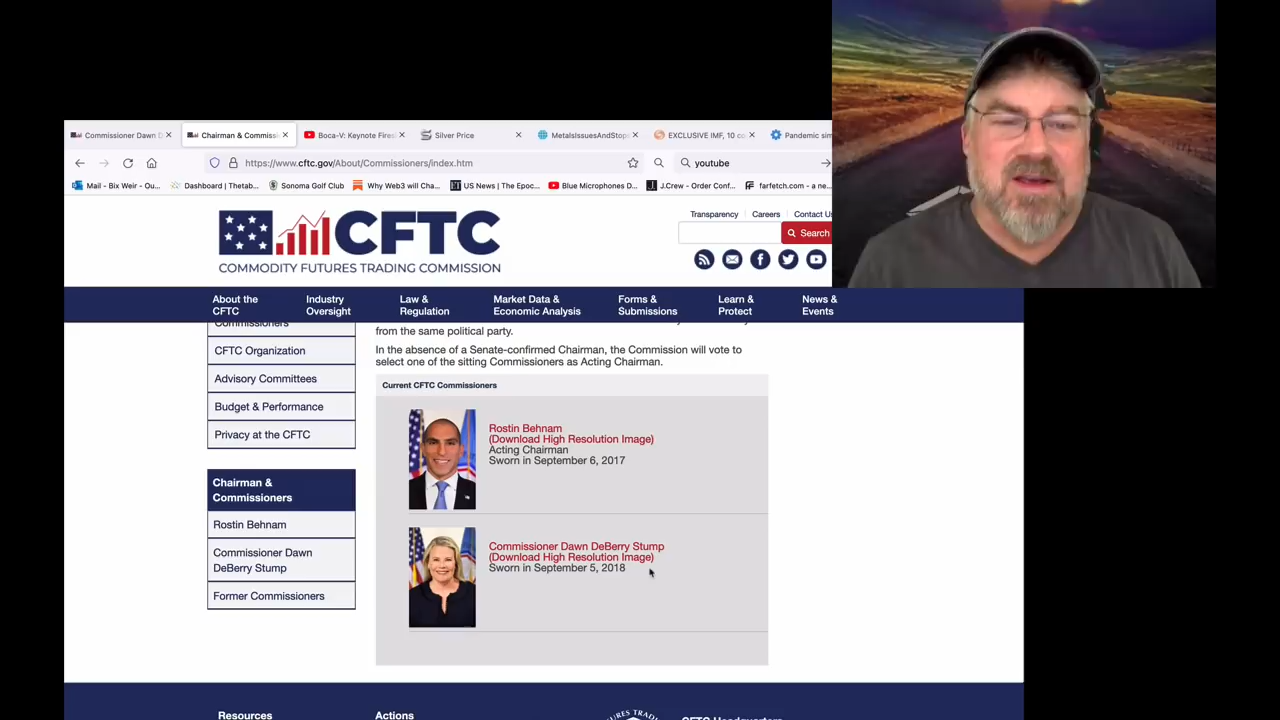 Commissioner Dawn D
Chairman & Commiss
Boca-V: Keynote Fires
Silver Price
MetalsIssuesAndStop
EXCLUSIVE IMF, 10 co
Pandemic sim
https://www.cftc.gov/About/Commissioners/index.htm
youtube
Mail - Bix Weir - Ou...
Dashboard | Thetab...
Sonoma Golf Club
Why Web3 will Cha...
US News | The Epoc...
Blue Microphones D...
J.Crew - Order Conf...
farfetch.com - a ne...
CFTC
COMMODITY FUTURES TRADING COMMISSION
Transparency
Careers
Contact Us
Search
About the
CFTC
Industry
Oversight
Law &
Regulation
Market Data &
Economic Analysis
Forms &
Submissions
Learn &
Protect
News &
Events
Commissioners
CFTC Organization
Advisory Committees
Budget & Performance
Privacy at the CFTC
Chairman &
Commissioners
Rostin Behnam
Commissioner Dawn
DeBerry Stump
Former Commissioners
from the same political party.
In the absence of a Senate-confirmed Chairman, the Commission will vote to
select one of the sitting Commissioners as Acting Chairman.
Current CFTC Commissioners
Rostin Behnam
(Download High Resolution Image)
Acting Chairman
Sworn in September 6, 2017
Commissioner Dawn DeBerry Stump
(Download High Resolution Image)
Sworn in September 5, 2018
Resources
Actions
CFTC Headquarters